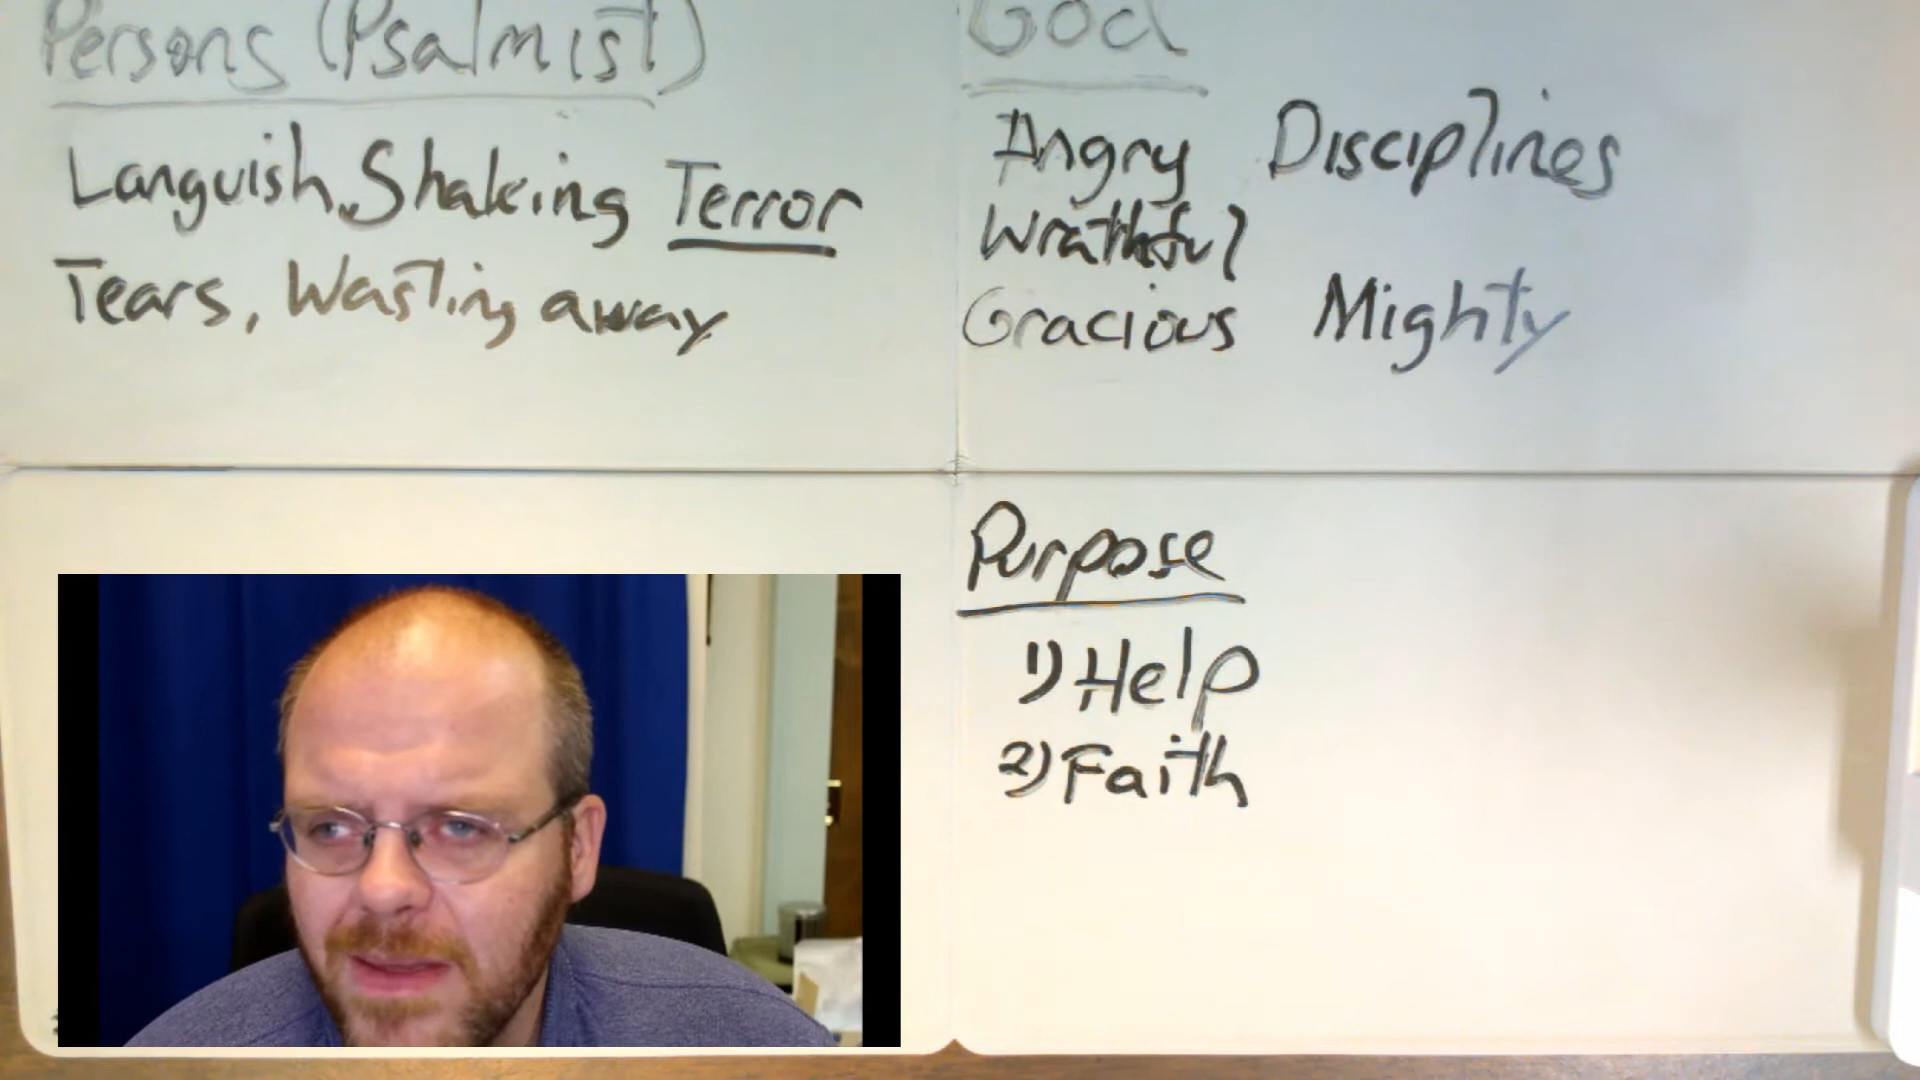 Persons (Psalmist)
Languish, Shaking Terror
Tears, Wasting away
God
Angry Disciplines
Wrathful
Gracious Mighty
Purpose
1) Help
2) Faith